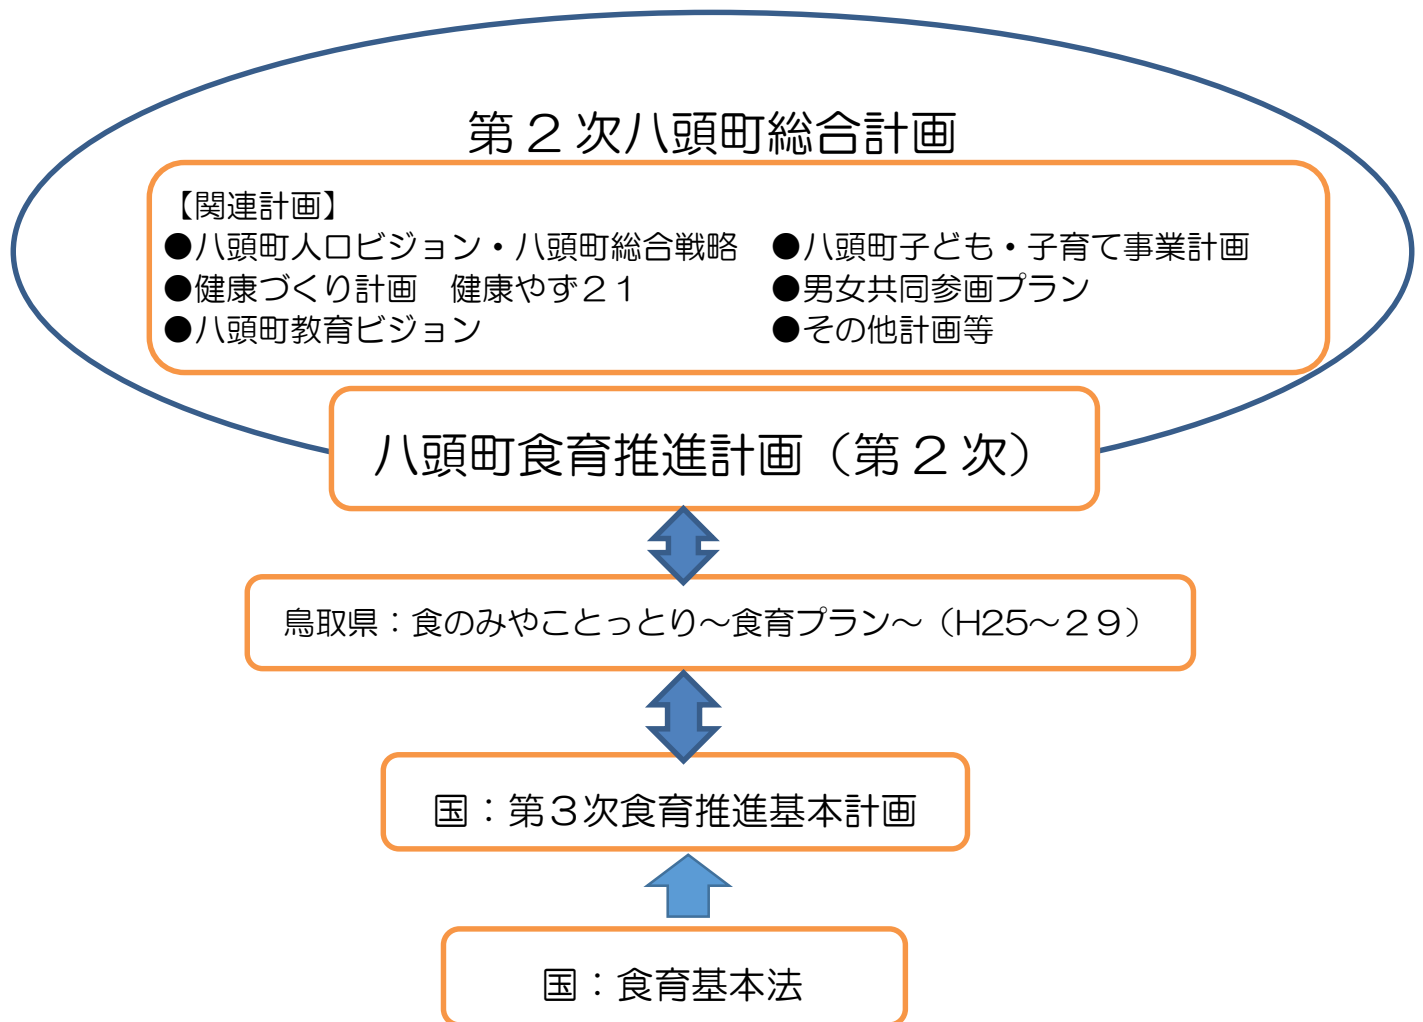 第２次八頭町総合計画
【関連計画】
●八頭町人口ビジョン・八頭町総合戦略　●八頭町子ども・子育て事業計画
●健康づくり計画　健康やず２１　●男女共同参画プラン
●八頭町教育ビジョン　●その他計画等
八頭町食育推進計画（第２次）
鳥取県：食のみやことっとり～食育プラン～（H25～２９）
国：第３次食育推進基本計画
国：食育基本法